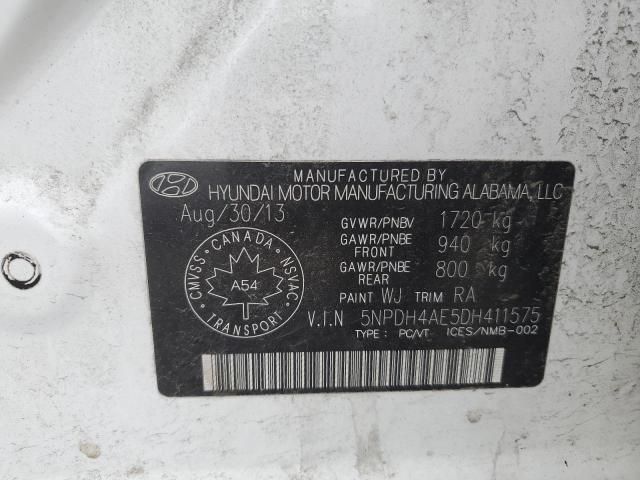 MANUFACTURED BY
HYUNDAI MOTOR MANUFACTURING ALABAMA, LLC
Aug/30/13
GVWR/PNBV 1720 kg
GAWR/PNBE FRONT 940 kg
GAWR/PNBE REAR 800 kg
PAINT WJ TRIM RA
V.I.N 5NPDH4AE5DH411575
TYPE : PC/VT ICES/NMB-002
CANADA
CMVSS NSVAC
A54
TRANSPORT